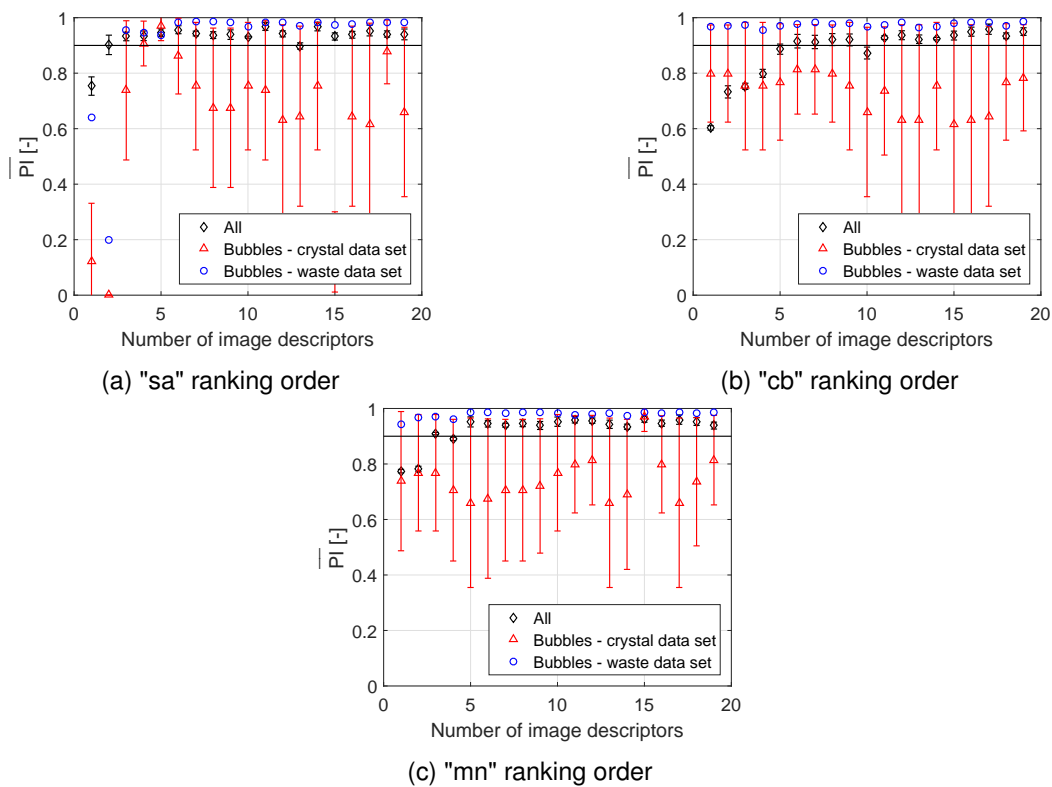 1
0.8
0.6
0.4
0.2
0
PI [-]
All
Bubbles - crystal data set
Bubbles - waste data set
0 5 10 15 20
Number of image descriptors
(a) "sa" ranking order
1
0.8
0.6
0.4
0.2
0
PI [-]
All
Bubbles - crystal data set
Bubbles - waste data set
0 5 10 15 20
Number of image descriptors
(b) "cb" ranking order
1
0.8
0.6
0.4
0.2
0
PI [-]
All
Bubbles - crystal data set
Bubbles - waste data set
0 5 10 15 20
Number of image descriptors
(c) "mn" ranking order